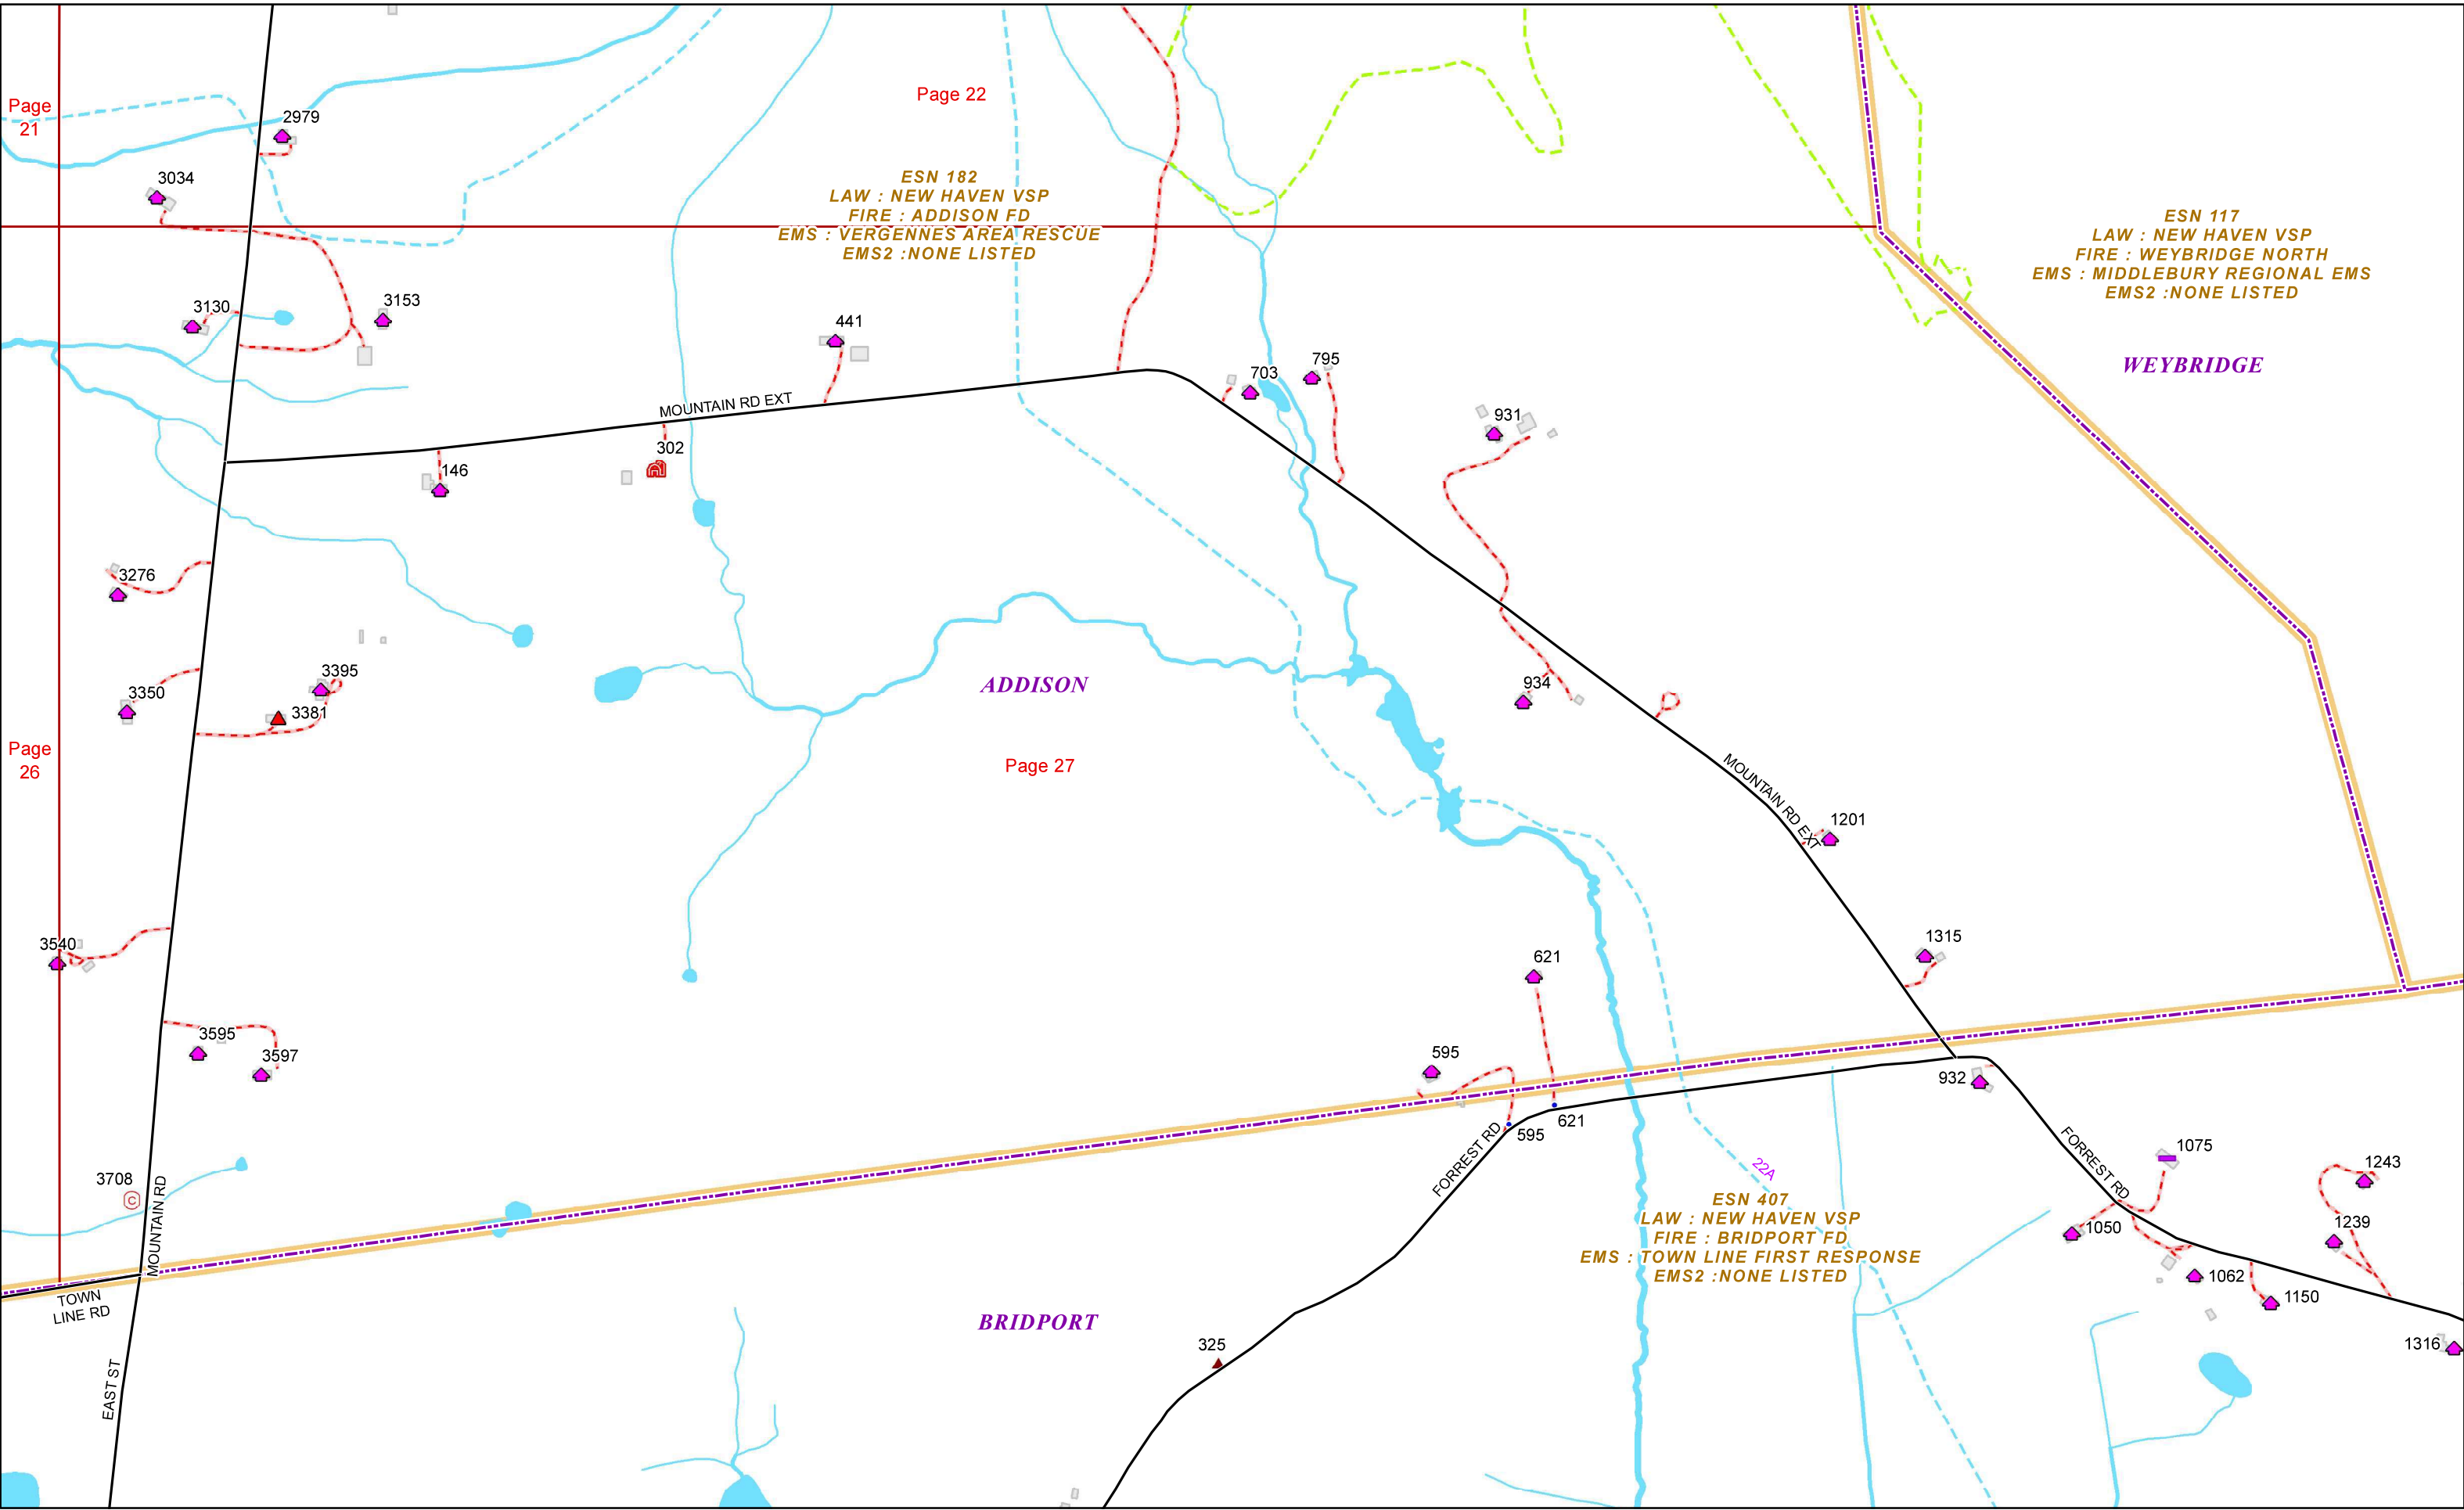 Page
21
2979
Page 22
3034
ESN 182
LAW : NEW HAVEN VSP
FIRE : ADDISON FD
EMS : VERGENNES AREA RESCUE
EMS2 :NONE LISTED
ESN 117
LAW : NEW HAVEN VSP
FIRE : WEYBRIDGE NORTH
EMS : MIDDLEBURY REGIONAL EMS
EMS2 :NONE LISTED
3130
3153
441
795
703
WEYBRIDGE
MOUNTAIN RD EXT
931
302
146
3276
3395
3350
3381
ADDISON
934
Page
26
Page 27
MOUNTAIN RD EXT
1201
3540
1315
621
3595
3597
595
932
621
595
FORREST RD
FORREST RD
1075
22A
1243
3708
MOUNTAIN RD
ESN 407
LAW : NEW HAVEN VSP
FIRE : BRIDPORT FD
EMS : TOWN LINE FIRST RESPONSE
EMS2 :NONE LISTED
1050
1239
1062
1150
TOWN
LINE RD
BRIDPORT
325
1316
EAST ST
C